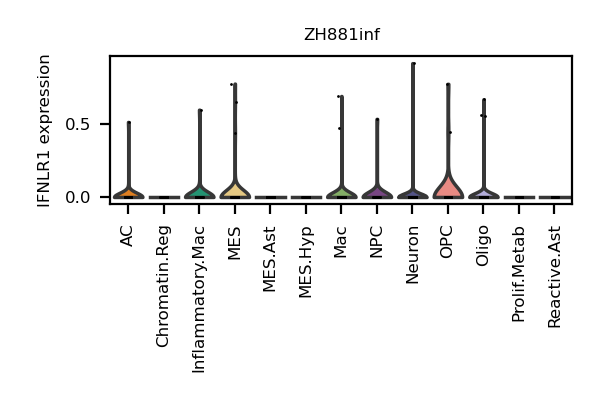 ZH881inf
IFNLR1 expression
0.5
0.0
AC
Chromatin.Reg
Inflammatory.Mac
MES
MES.Ast
MES.Hyp
Mac
NPC
Neuron
OPC
Oligo
Prolif.Metab
Reactive.Ast